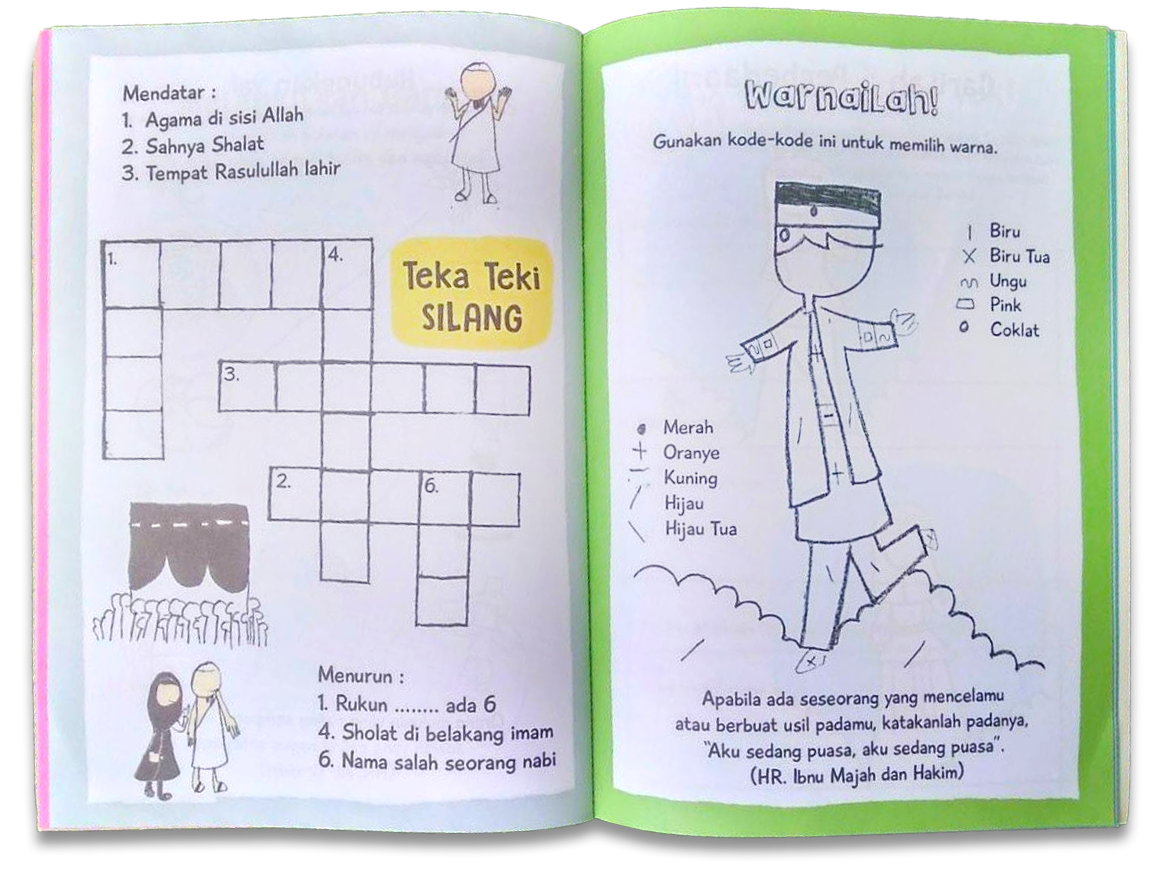 Mendatar :
1. Agama di sisi Allah
2. Sahnya Shalat
3. Tempat Rasulullah lahir
1.
4.
Teka Teki
SILANG
3.
2.
6.
Menurun :
1. Rukun ........ ada 6
4. Sholat di belakang imam
6. Nama salah seorang nabi
WarnaiLah!
Gunakan kode-kode ini untuk memilih warna.
Biru
Biru Tua
Ungu
Pink
Coklat
Merah
Oranye
Kuning
Hijau
Hijau Tua
Apabila ada seseorang yang mencelamu
atau berbuat usil padamu, katakanlah padanya,
"Aku sedang puasa, aku sedang puasa".
(HR. Ibnu Majah dan Hakim)